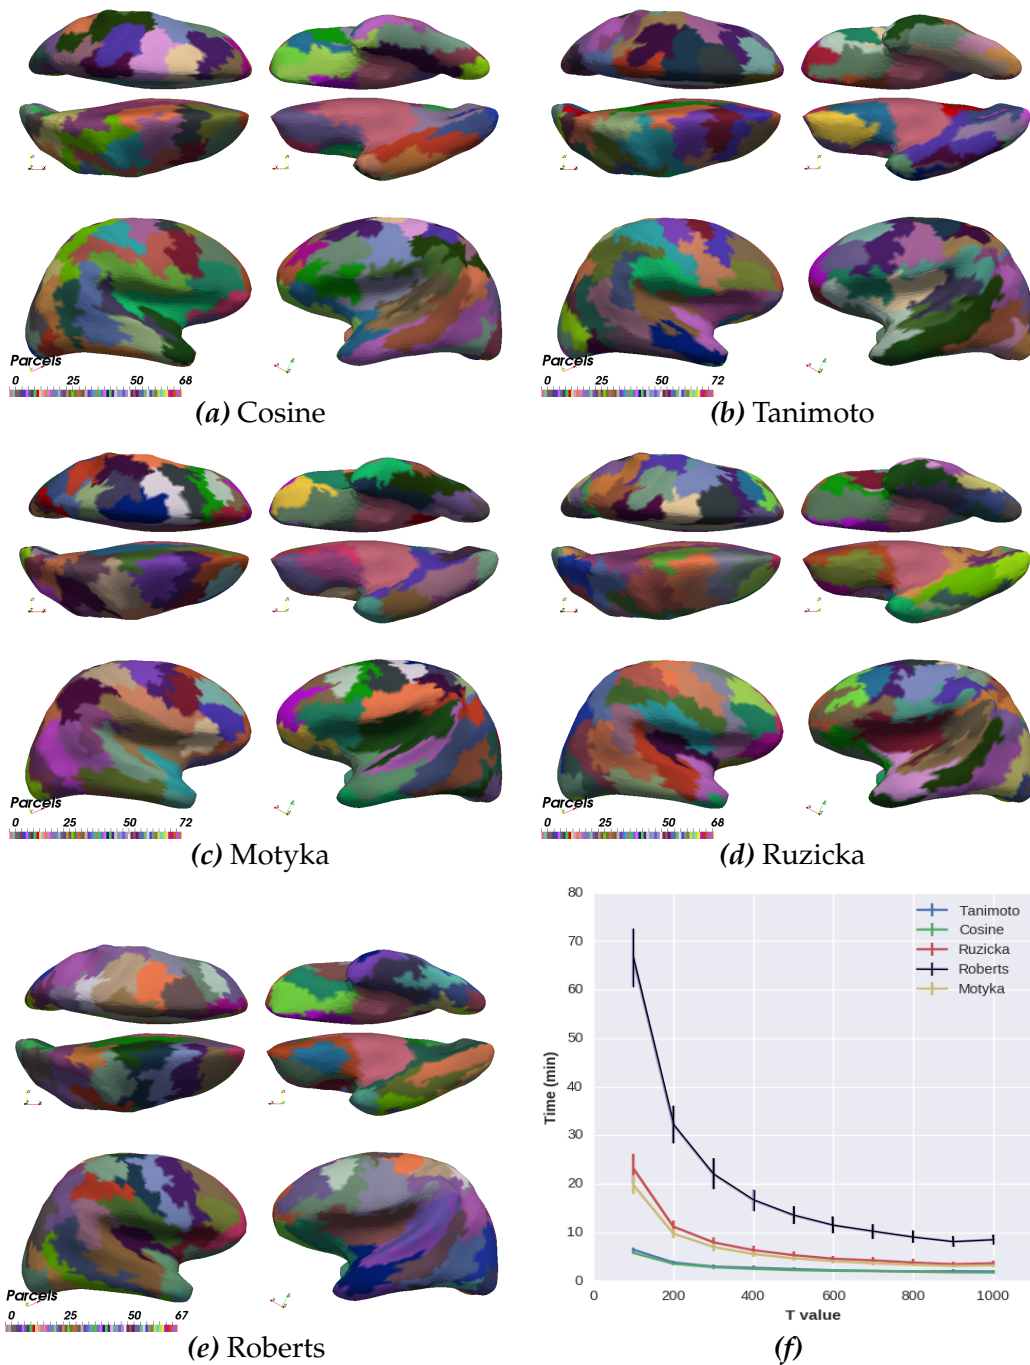 Parcels
0 25 50 68
(a) Cosine
Parcels
0 25 50 72
(b) Tanimoto
Parcels
0 25 50 72
(c) Motyka
Parcels
0 25 50 68
(d) Ruzicka
Parcels
0 25 50 67
(e) Roberts
80
70
60
50
40
30
20
10
0
Time (min)
Tanimoto
Cosine
Ruzicka
Roberts
Motyka
0 200 400 600 800 1000
T value
(f)